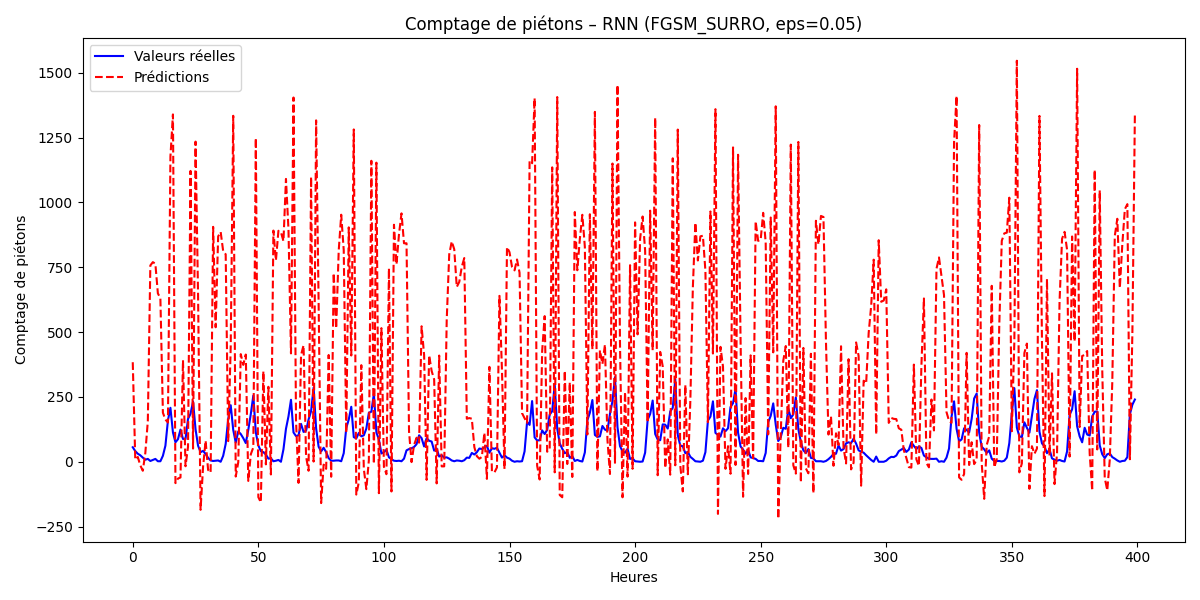 Comptage de piétons – RNN (FGSM_SURRO, eps=0.05)
Valeurs réelles
Prédictions
Comptage de piétons
1500
1250
1000
750
500
250
0
−250
0 50 100 150 200 250 300 350 400
Heures